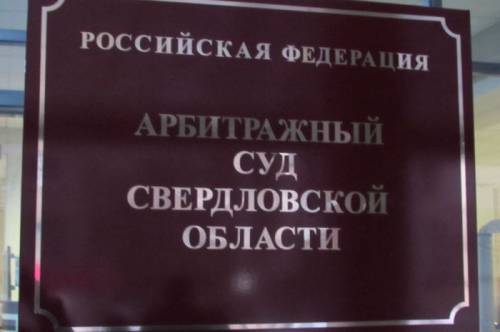 РОССИЙСКАЯ ФЕДЕРАЦИЯ
АРБИТРАЖНЫЙ
СУД
СВЕРДЛОВСКОЙ
ОБЛАСТИ